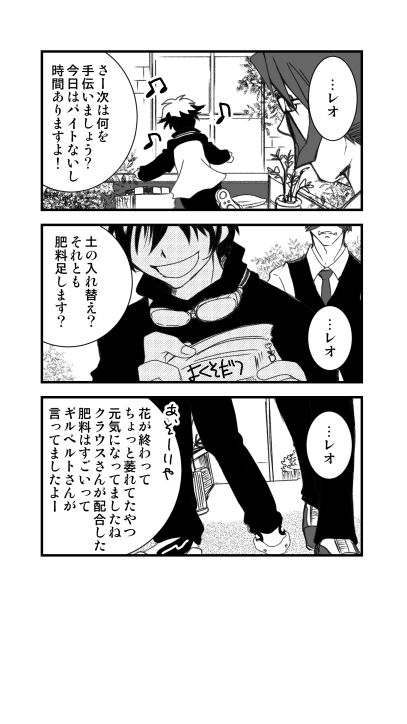 …レオ
さー次は何を
手伝いましょう？
今日はバイトないし
時間ありますよ！
…レオ
土の入れ替え？
それとも
肥料足します？
よくそだつ
…レオ
あ、そーいや
花が終わって
ちょっと萎れてたやつ
元気になってましたね
クラウスさんが配合した
肥料はすごいって
ギルベルトさんが
言ってましたよー